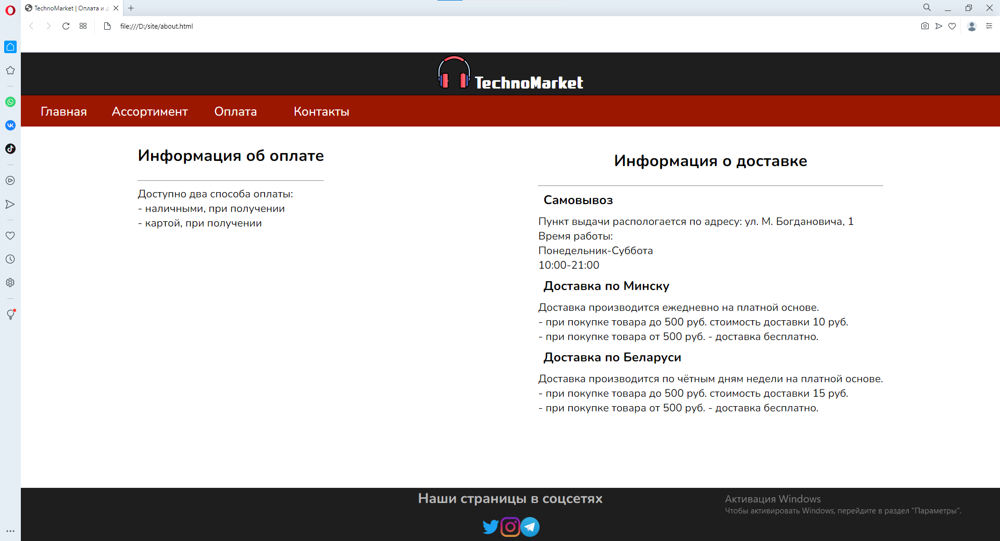 TechnoMarket | Оплата и д
file:///D:/site/about.html
TechnoMarket
Главная Ассортимент Оплата Контакты
Информация об оплате
Доступно два способа оплаты:
- наличными, при получении
- картой, при получении
Информация о доставке
Самовывоз
Пункт выдачи распологается по адресу: ул. М. Богдановича, 1
Время работы:
Понедельник-Суббота
10:00-21:00
Доставка по Минску
Доставка производится ежедневно на платной основе.
- при покупке товара до 500 руб. стоимость доставки 10 руб.
- при покупке товара от 500 руб. - доставка бесплатно.
Доставка по Беларуси
Доставка производится по чётным дням недели на платной основе.
- при покупке товара до 500 руб. стоимость доставки 15 руб.
- при покупке товара от 500 руб. - доставка бесплатно.
Наши страницы в соцсетях
Активация Windows
Чтобы активировать Windows, перейдите в раздел "Параметры".